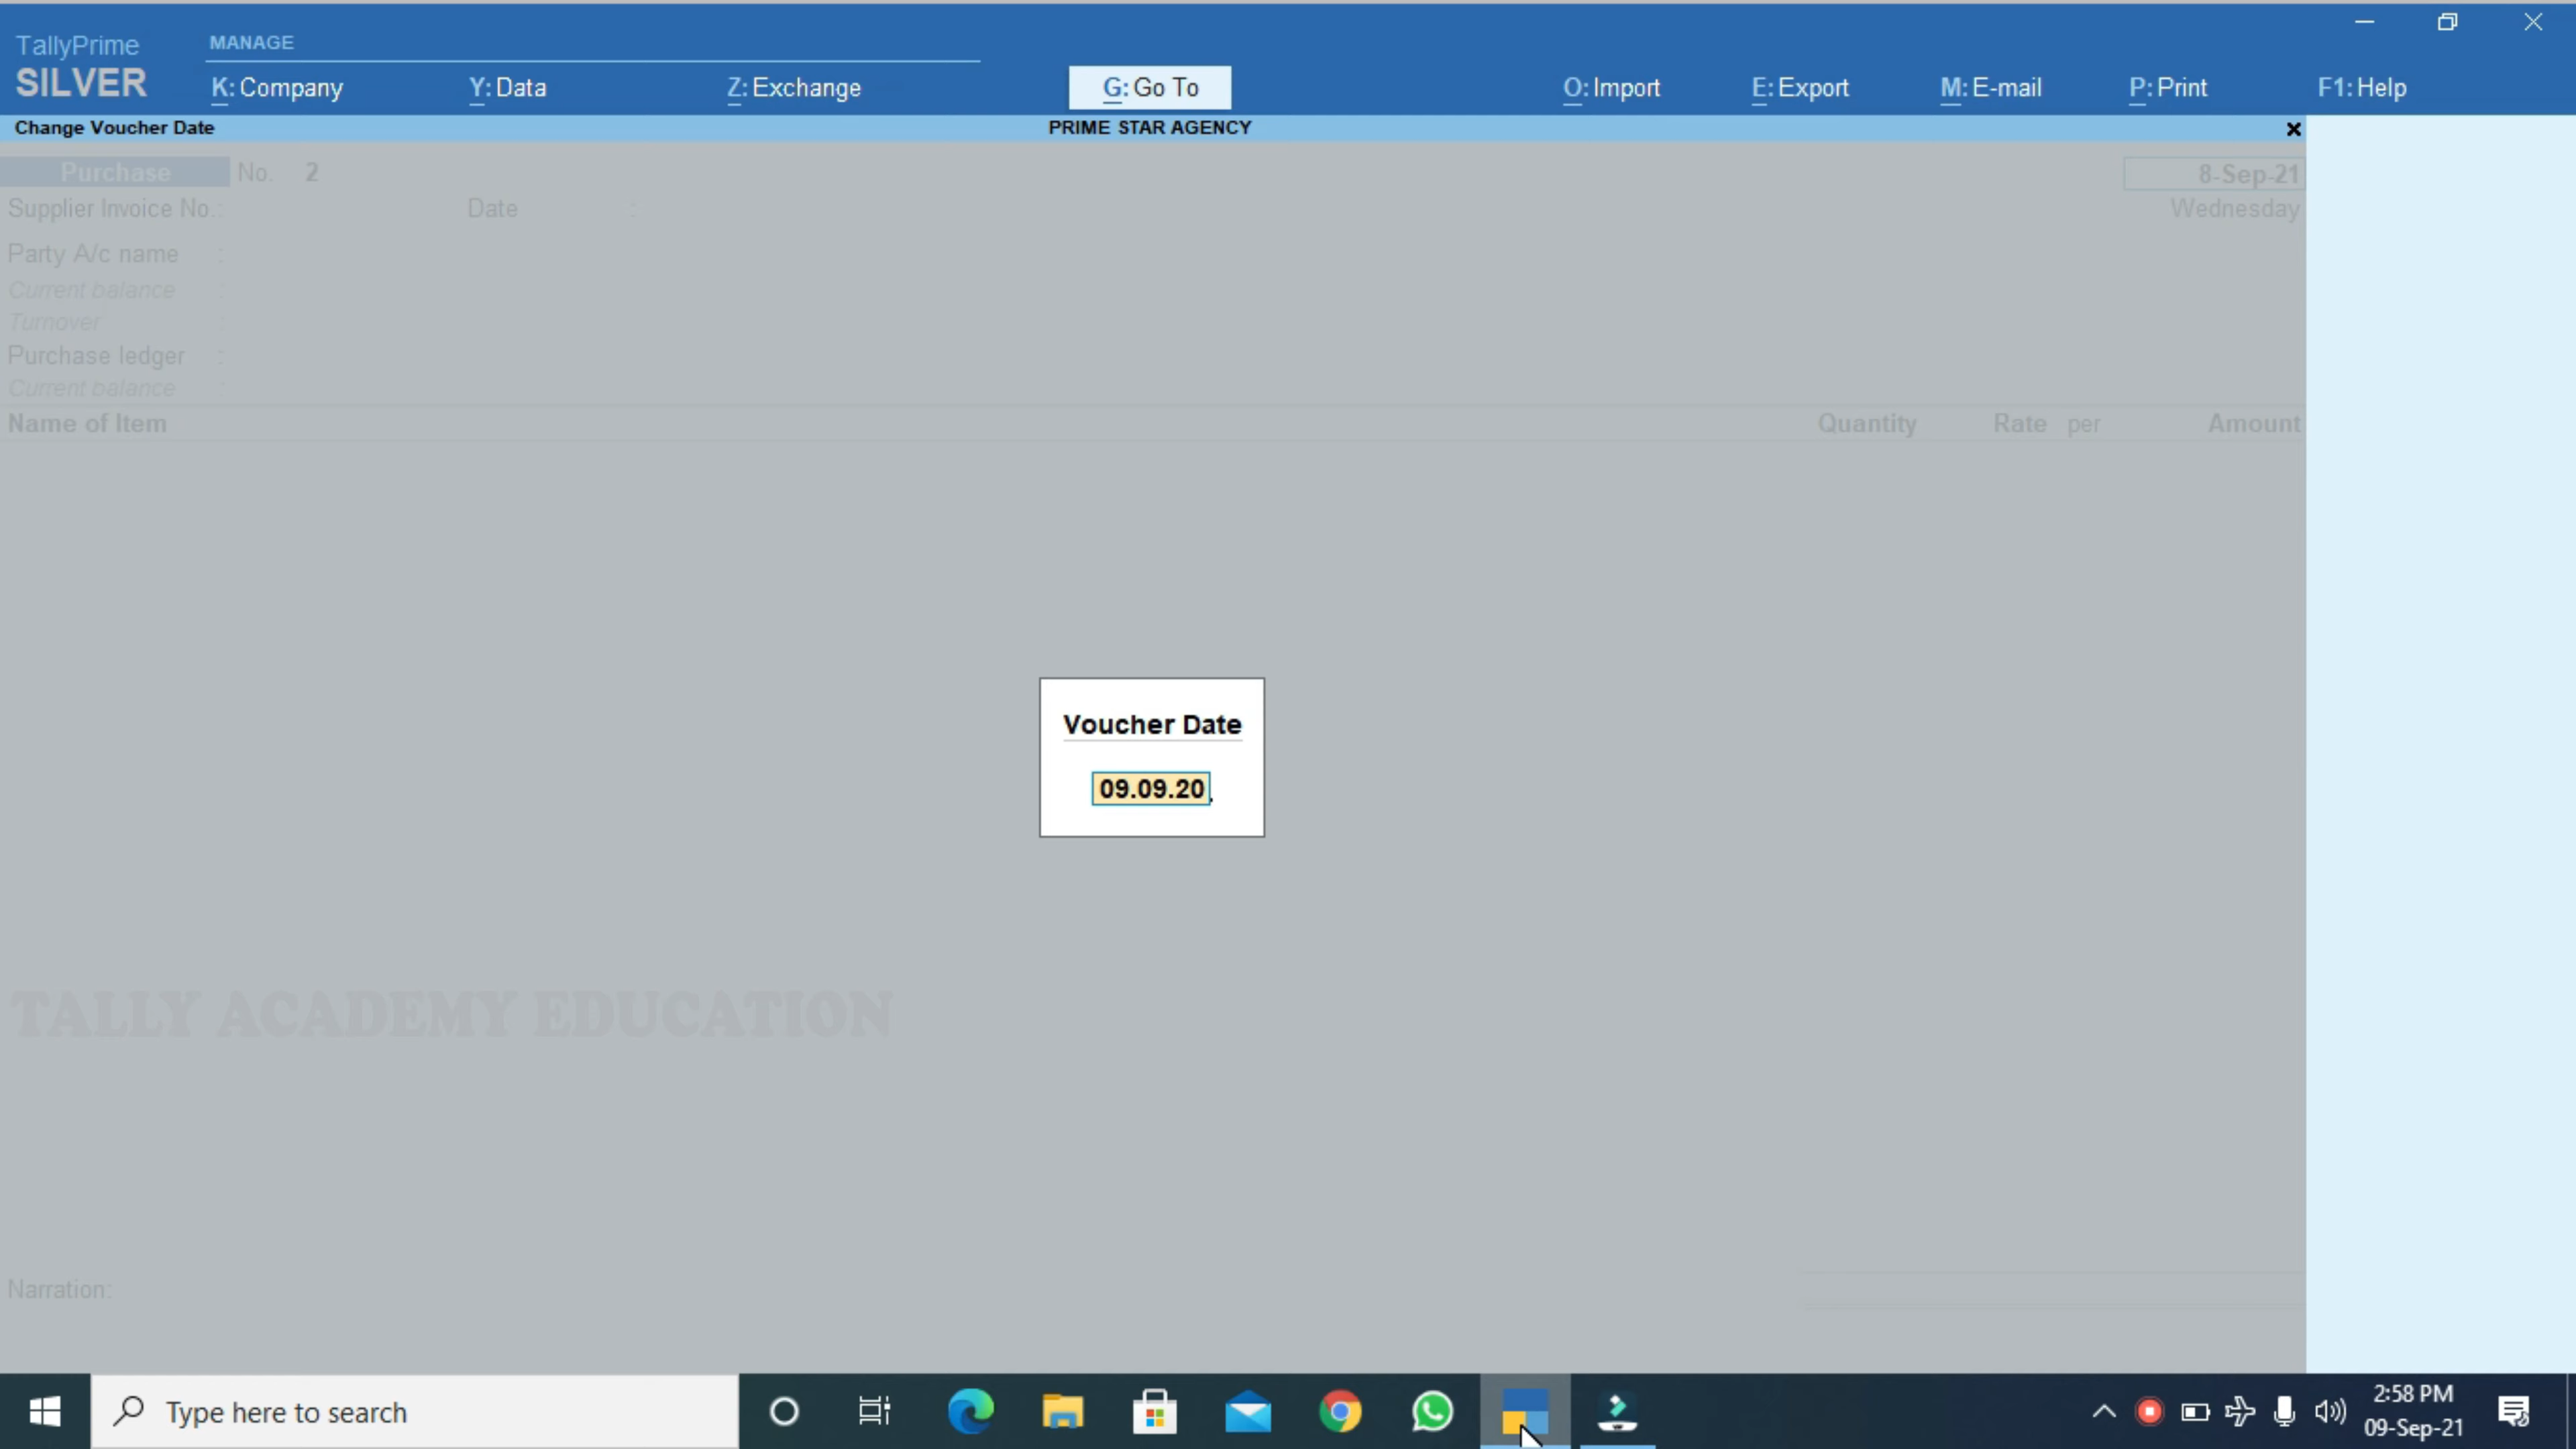 TallyPrime
SILVER
MANAGE
K: Company
Y: Data
Z: Exchange
G: Go To
O: Import
E: Export
M: E-mail
P: Print
F1: Help
Change Voucher Date
PRIME STAR AGENCY
Purchase No. 2
8-Sep-21
Supplier Invoice No.:
Date :
Wednesday
Party A/c name :
Current balance :
Turnover :
Purchase ledger :
Current balance :
Name of Item
Quantity
Rate per
Amount
Voucher Date
09.09.20
TALLY ACADEMY EDUCATION
Narration:
Type here to search
2:58 PM
09-Sep-21